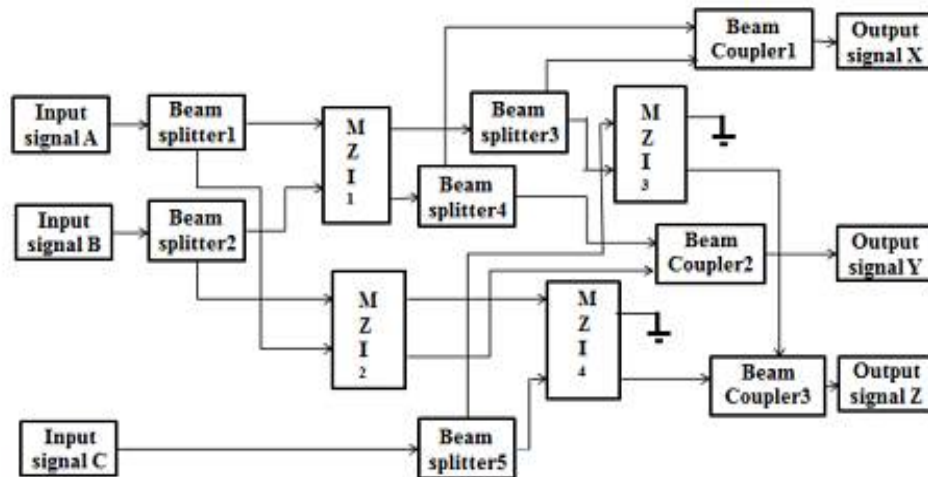 Beam
Coupler1
Output
signal X
Input
signal A
Beam
splitter1
M
Z
I
1
Beam
splitter3
M
Z
I
3
Beam
splitter4
Input
signal B
Beam
splitter2
Beam
Coupler2
Output
signal Y
M
Z
I
2
M
Z
I
4
Beam
Coupler3
Output
signal Z
Input
signal C
Beam
splitter5